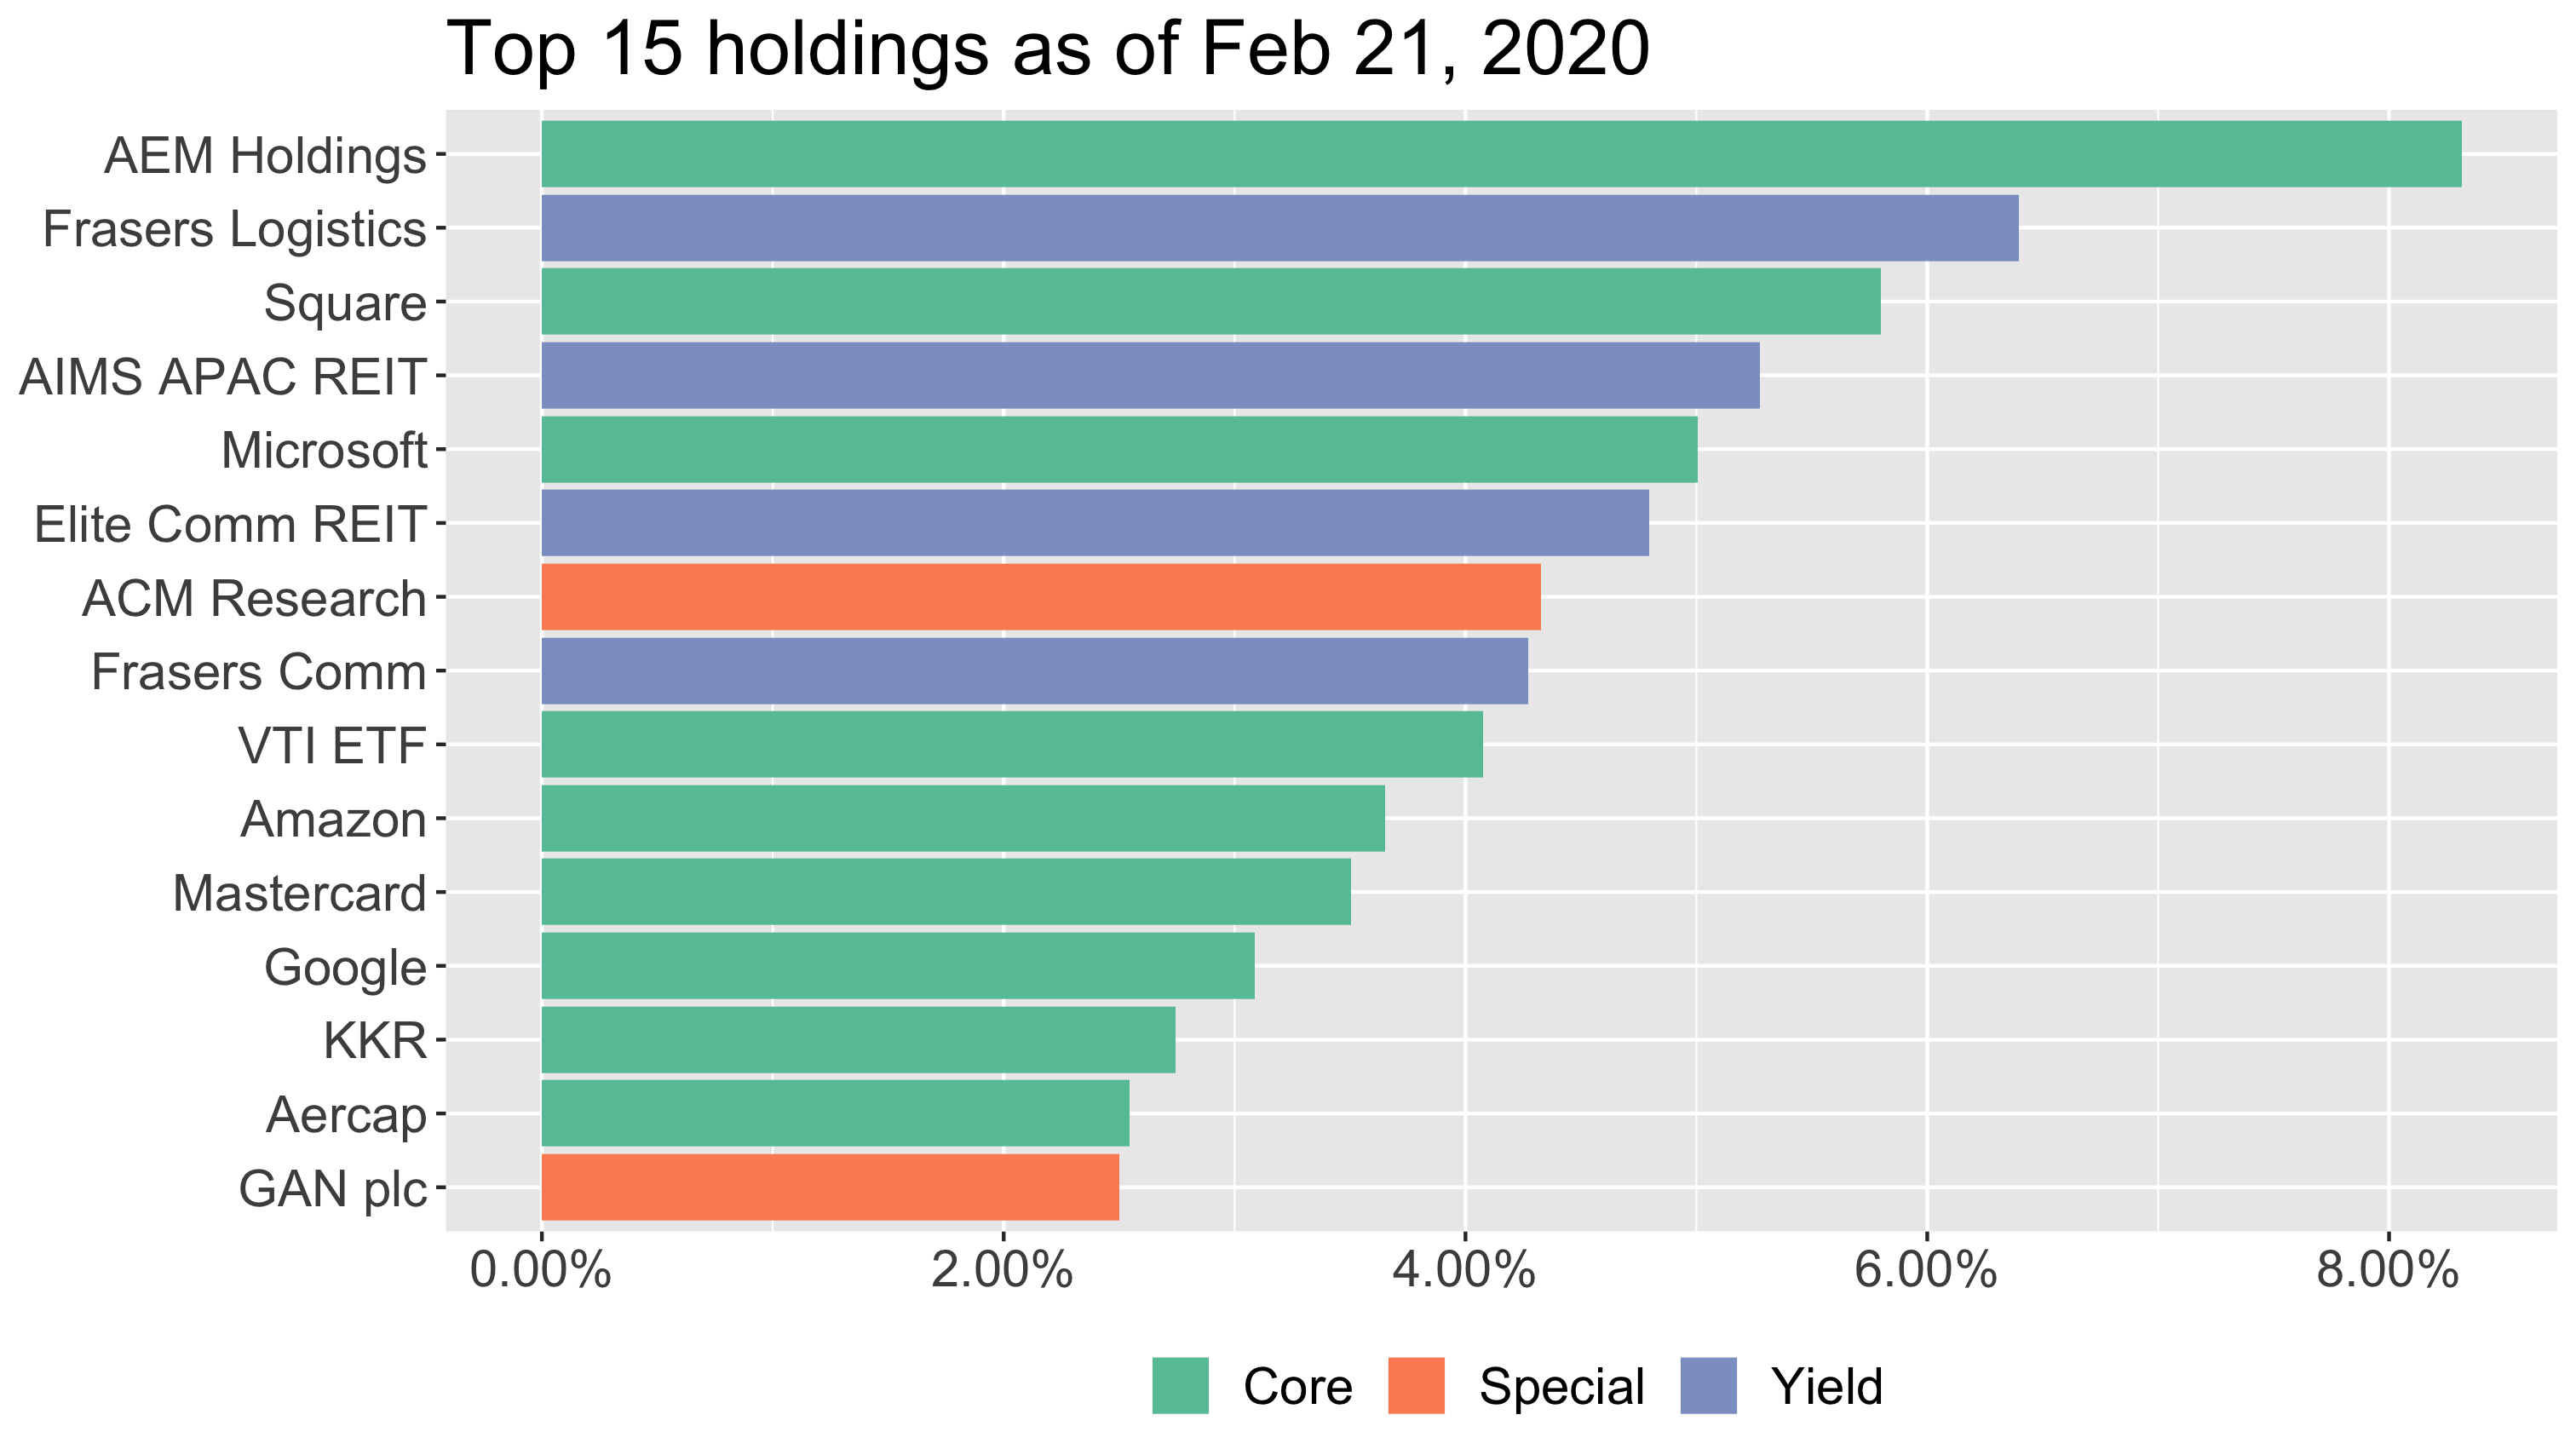 Top 15 holdings as of Feb 21, 2020
AEM Holdings
Frasers Logistics
Square
AIMS APAC REIT
Microsoft
Elite Comm REIT
ACM Research
Frasers Comm
VTI ETF
Amazon
Mastercard
Google
KKR
Aercap
GAN plc
0.00% 2.00% 4.00% 6.00% 8.00%
Core Special Yield